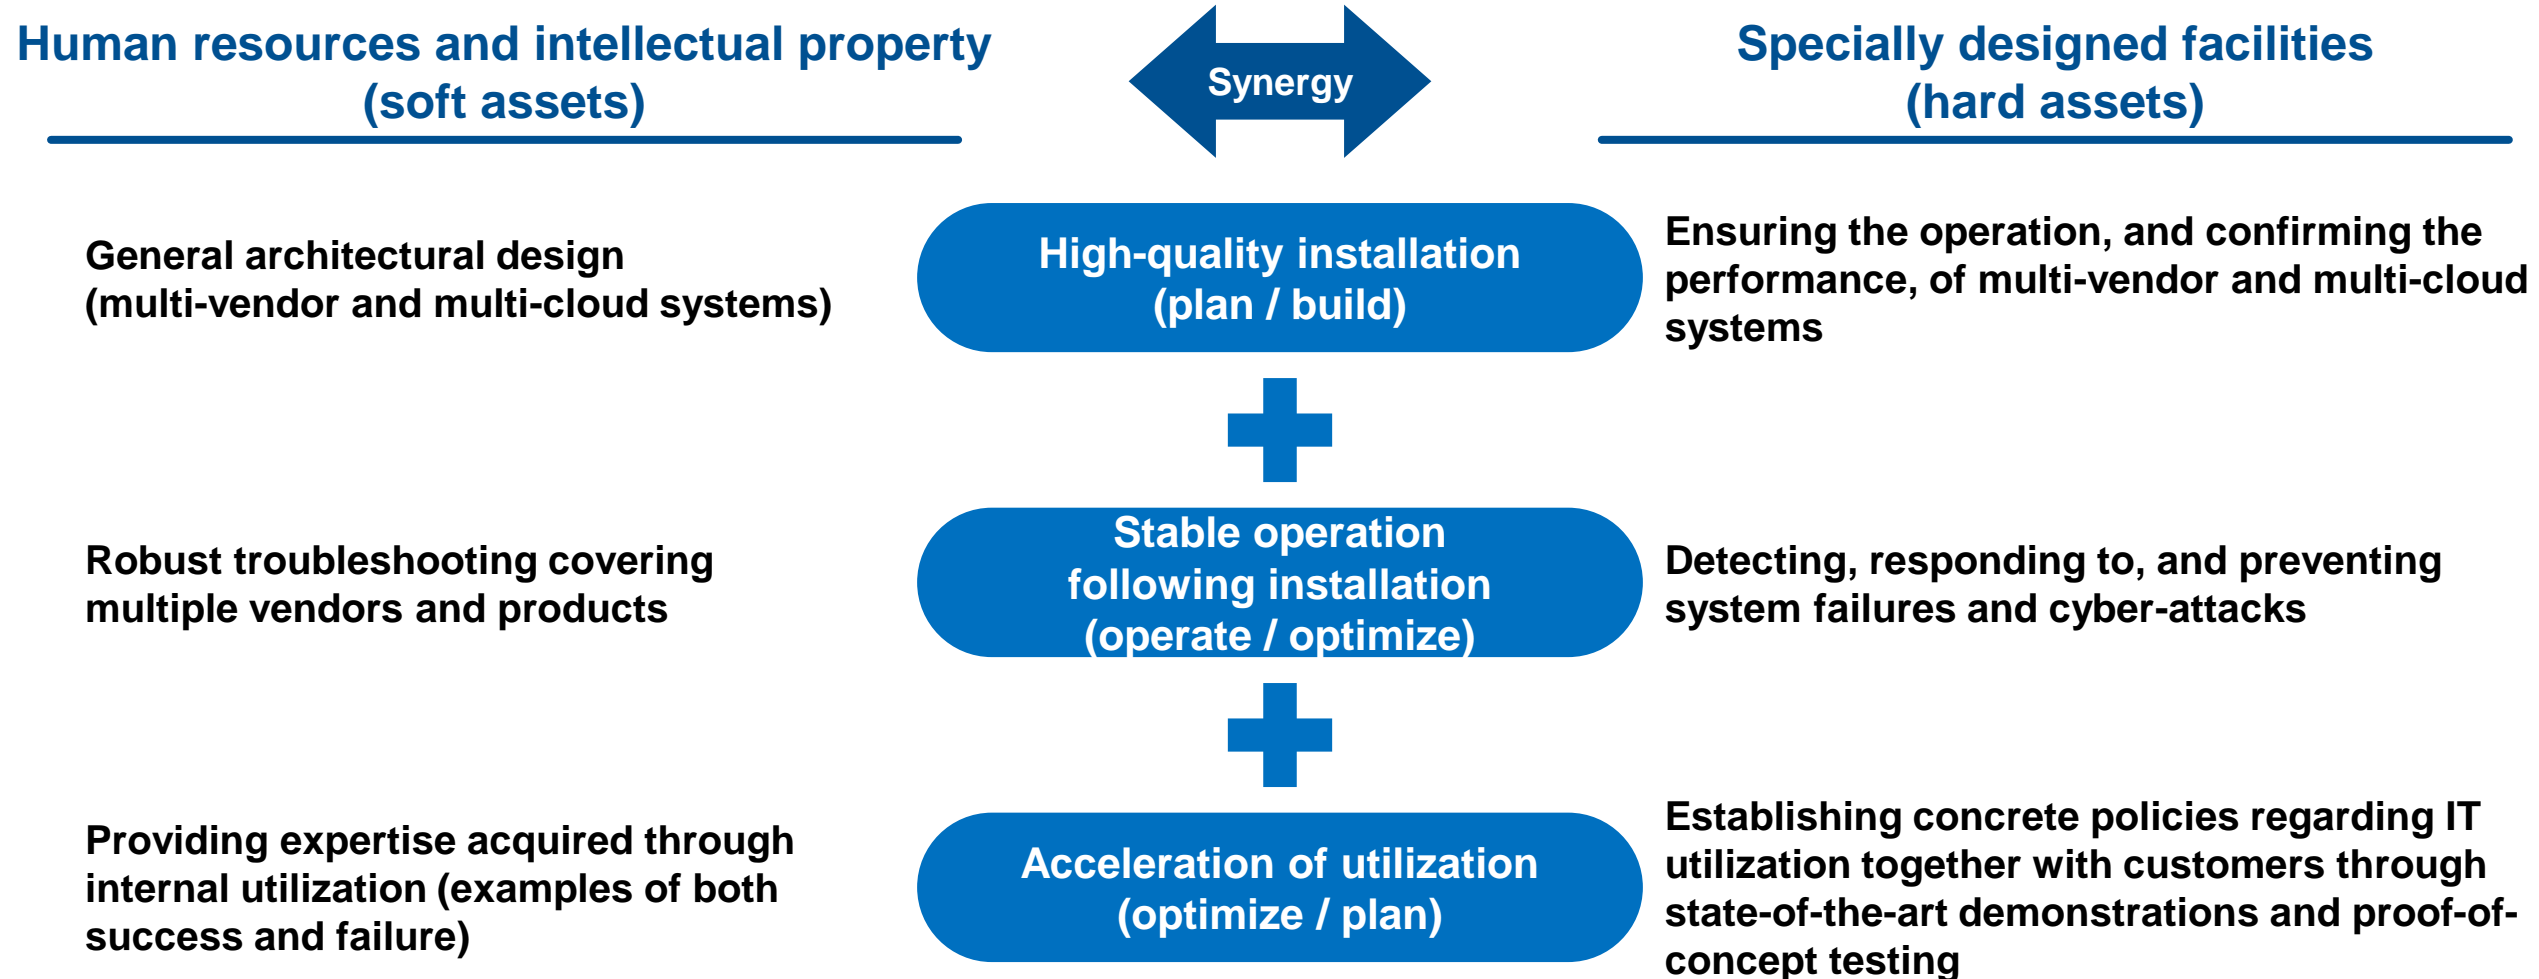 Human resources and intellectual property
(soft assets)
Synergy
Specially designed facilities
(hard assets)
General architectural design
(multi-vendor and multi-cloud systems)
High-quality installation
(plan / build)
Ensuring the operation, and confirming the
performance, of multi-vendor and multi-cloud
systems
Robust troubleshooting covering
multiple vendors and products
Stable operation
following installation
(operate / optimize)
Detecting, responding to, and preventing
system failures and cyber-attacks
Providing expertise acquired through
internal utilization (examples of both
success and failure)
Acceleration of utilization
(optimize / plan)
Establishing concrete policies regarding IT
utilization together with customers through
state-of-the-art demonstrations and proof-of-
concept testing